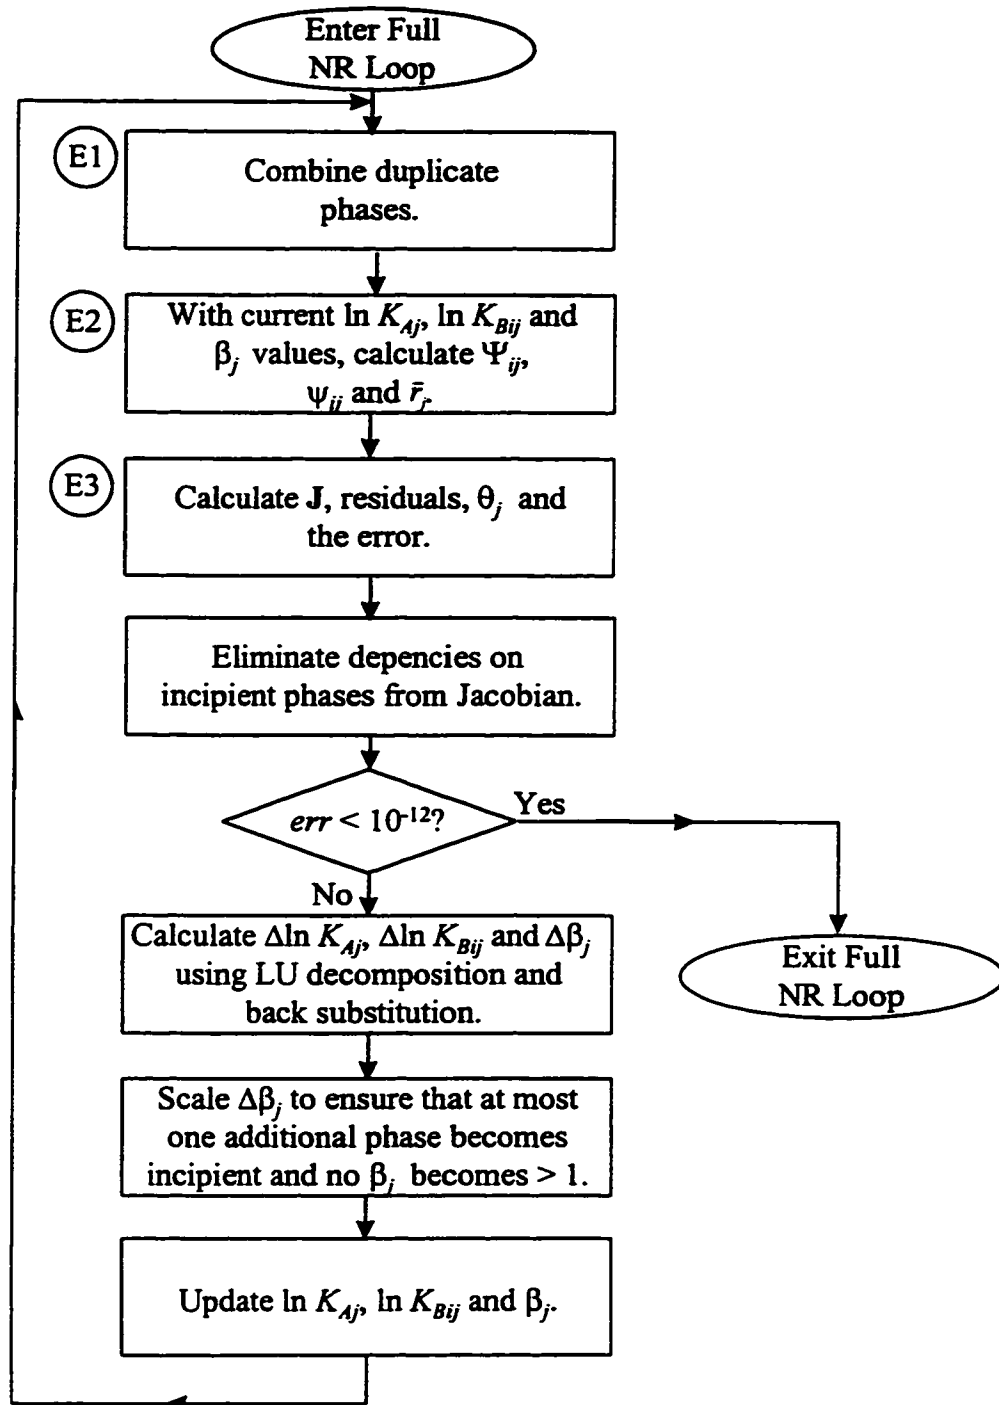 Enter Full
NR Loop
E1
Combine duplicate
phases.
E2
With current ln K_Aj, ln K_Bij and
β_j values, calculate Ψ_ij,
ψ_ij and r̄_j.
E3
Calculate J, residuals, θ_j and
the error.
Eliminate depencies on
incipient phases from Jacobian.
err < 10^-12?
Yes
No
Calculate Δln K_Aj, Δln K_Bij and Δβ_j
using LU decomposition and
back substitution.
Exit Full
NR Loop
Scale Δβ_j to ensure that at most
one additional phase becomes
incipient and no β_j becomes > 1.
Update ln K_Aj, ln K_Bij and β_j.